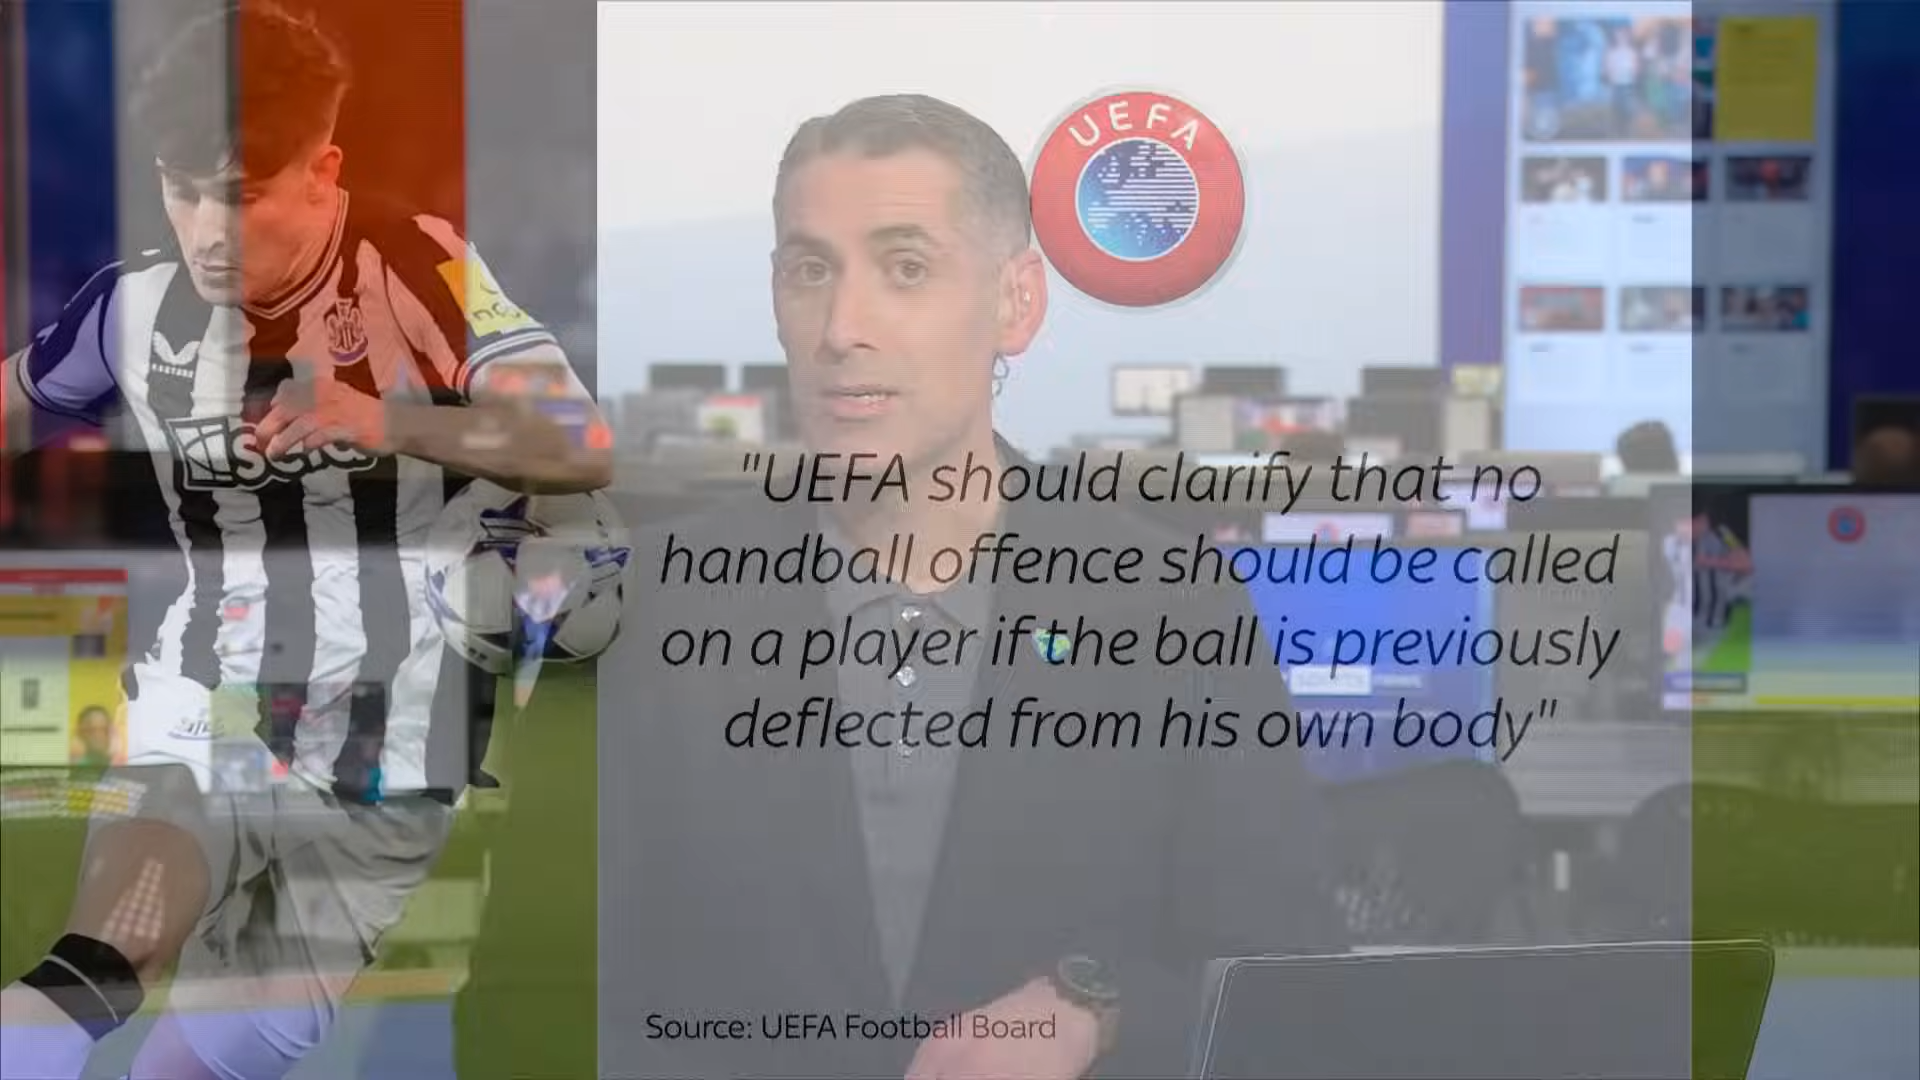 UEFA
sela
"UEFA should clarify that no
handball offence should be called
on a player if the ball is previously
deflected from his own body"
Source: UEFA Football Board